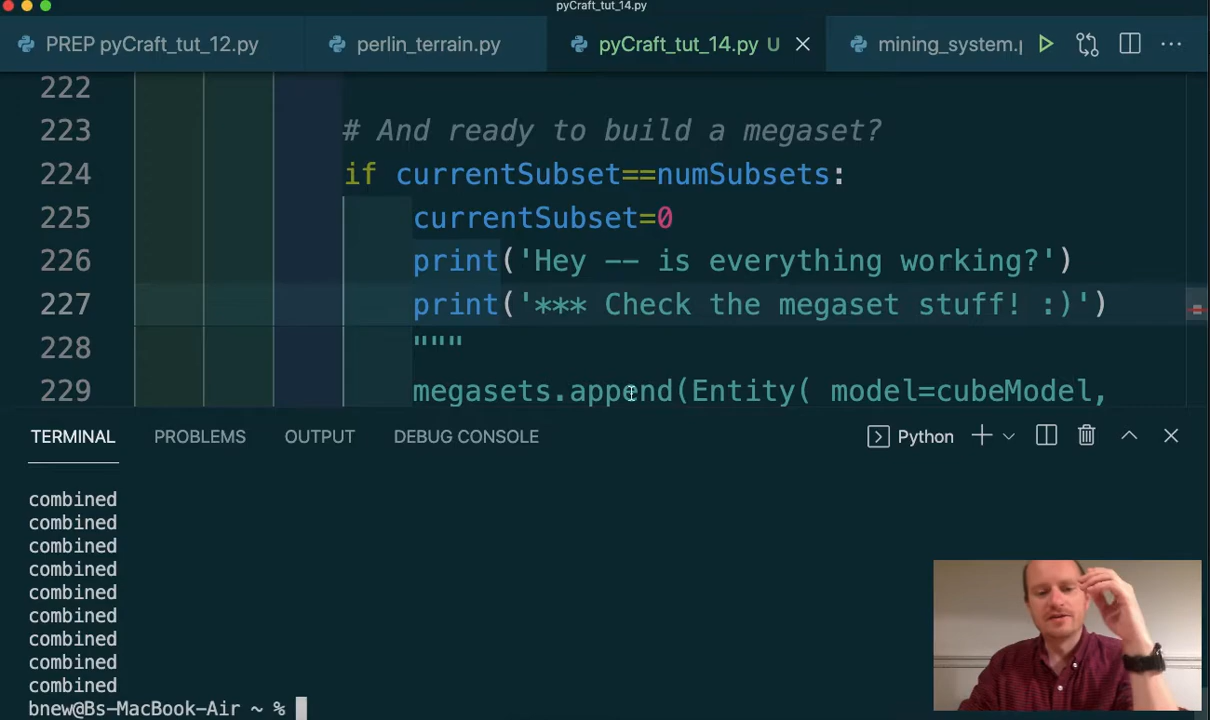 pyCraft_tut_14.py
PREP pyCraft_tut_12.py perlin_terrain.py pyCraft_tut_14.py U mining_system.p
222
223 # And ready to build a megaset?
224 if currentSubset==numSubsets:
225 currentSubset=0
226 print('Hey -- is everything working?')
227 print('*** Check the megaset stuff! :)')
228 """
229 megasets.append(Entity( model=cubeModel,
TERMINAL PROBLEMS OUTPUT DEBUG CONSOLE Python
combined
combined
combined
combined
combined
combined
combined
combined
combined
bnew@Bs-MacBook-Air ~ %